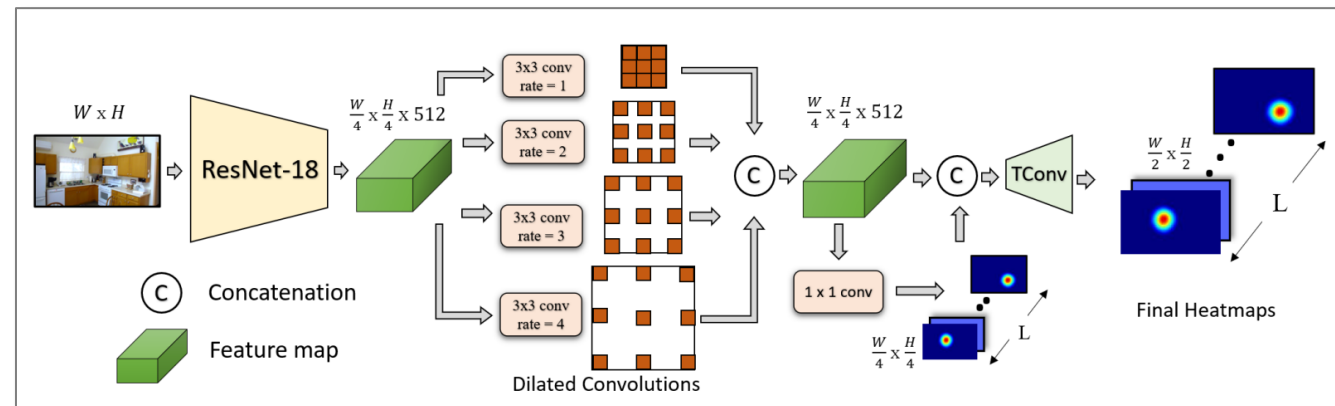 W x H
ResNet-18
W/4 x H/4 x 512
3x3 conv
rate = 1
3x3 conv
rate = 2
3x3 conv
rate = 3
3x3 conv
rate = 4
Dilated Convolutions
C
W/4 x H/4 x 512
1 x 1 conv
W/4 x H/4
L
C
TConv
W/2 x H/2
L
Final Heatmaps
C Concatenation
Feature map